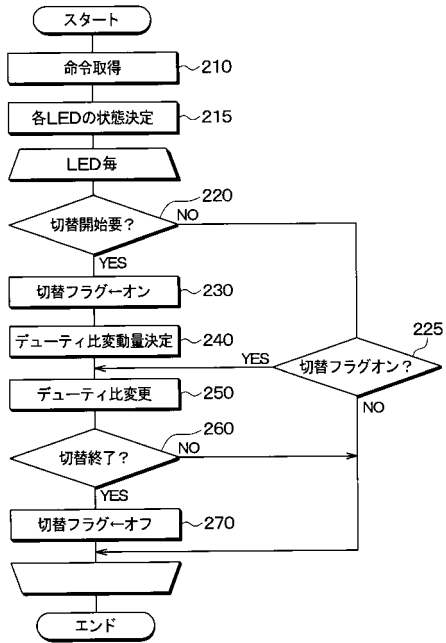 スタート
命令取得
210
各LEDの状態決定
215
LED毎
220
切替開始要?
NO
YES
切替フラグ←オン
230
デューティ比変動量決定
240
225
YES
切替フラグオン?
NO
デューティ比変更
250
260
切替終了?
NO
YES
切替フラグ←オフ
270
エンド